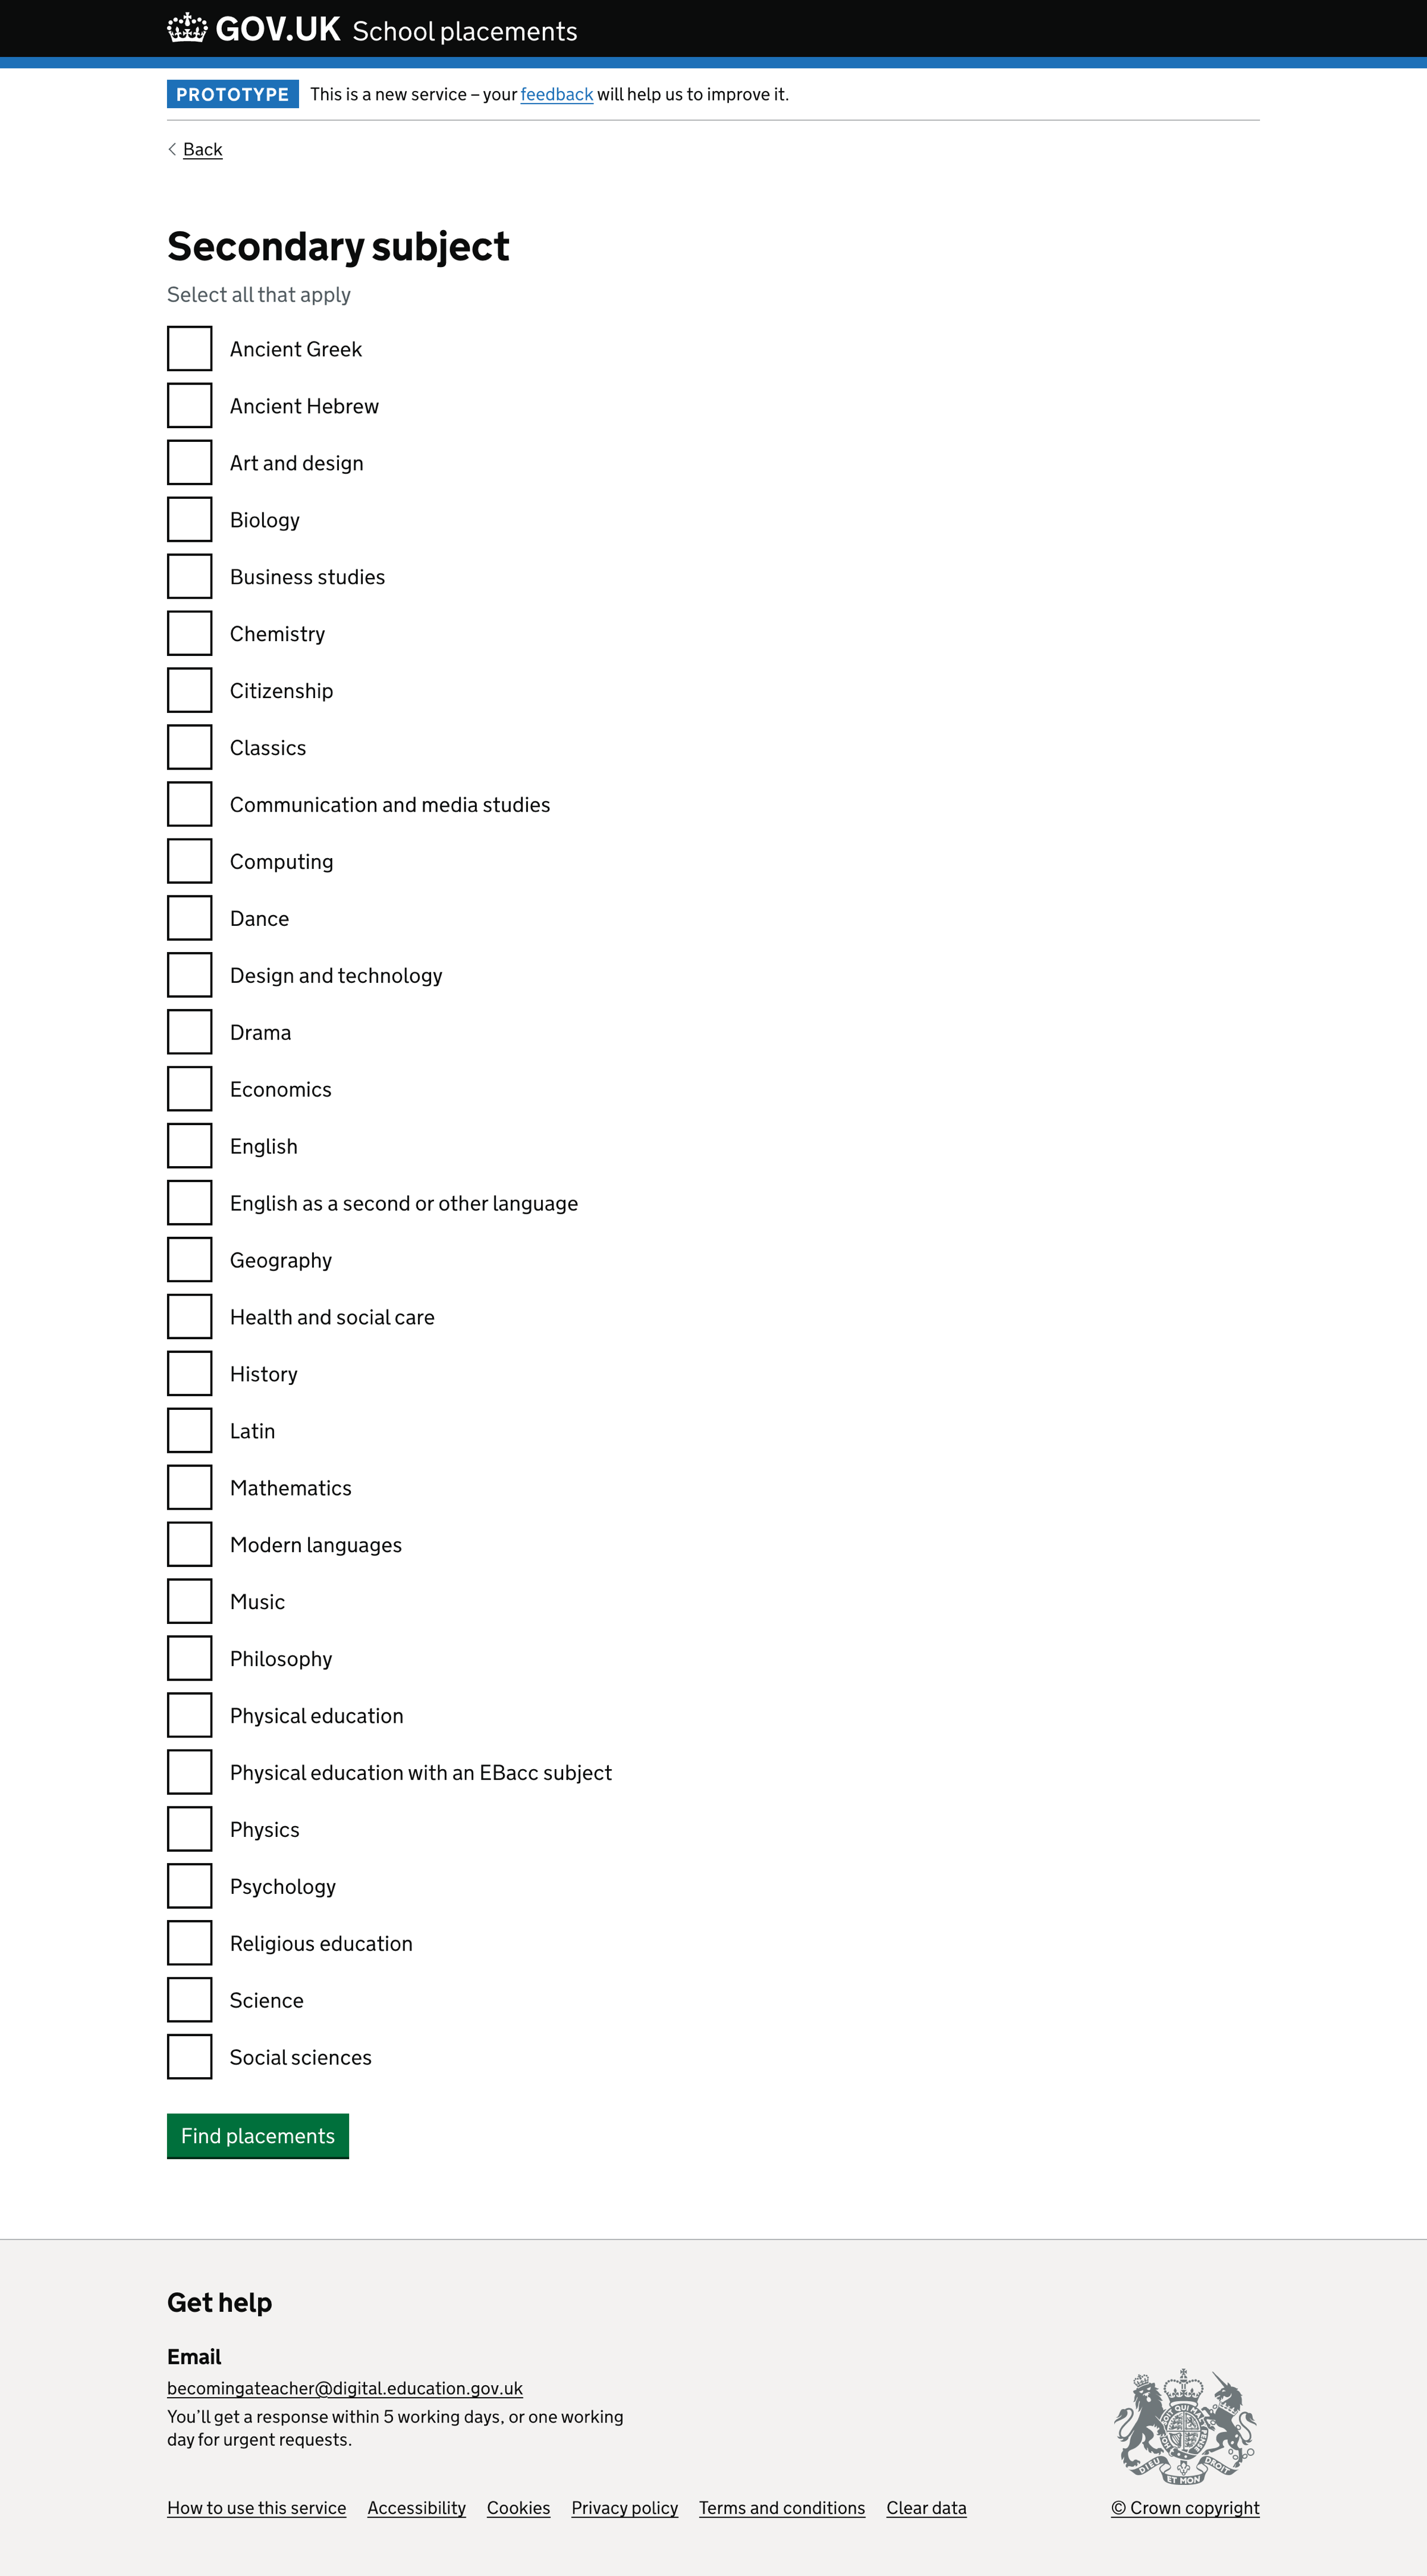 GOV.UK School placements
PROTOTYPE This is a new service – your feedback will help us to improve it.
Back
Secondary subject
Select all that apply
Ancient Greek
Ancient Hebrew
Art and design
Biology
Business studies
Chemistry
Citizenship
Classics
Communication and media studies
Computing
Dance
Design and technology
Drama
Economics
English
English as a second or other language
Geography
Health and social care
History
Latin
Mathematics
Modern languages
Music
Philosophy
Physical education
Physical education with an EBacc subject
Physics
Psychology
Religious education
Science
Social sciences
Find placements
Get help
Email
becomingateacher@digital.education.gov.uk
You’ll get a response within 5 working days, or one working
day for urgent requests.
DIEU ET MON DROIT
How to use this service Accessibility Cookies Privacy policy Terms and conditions Clear data © Crown copyright